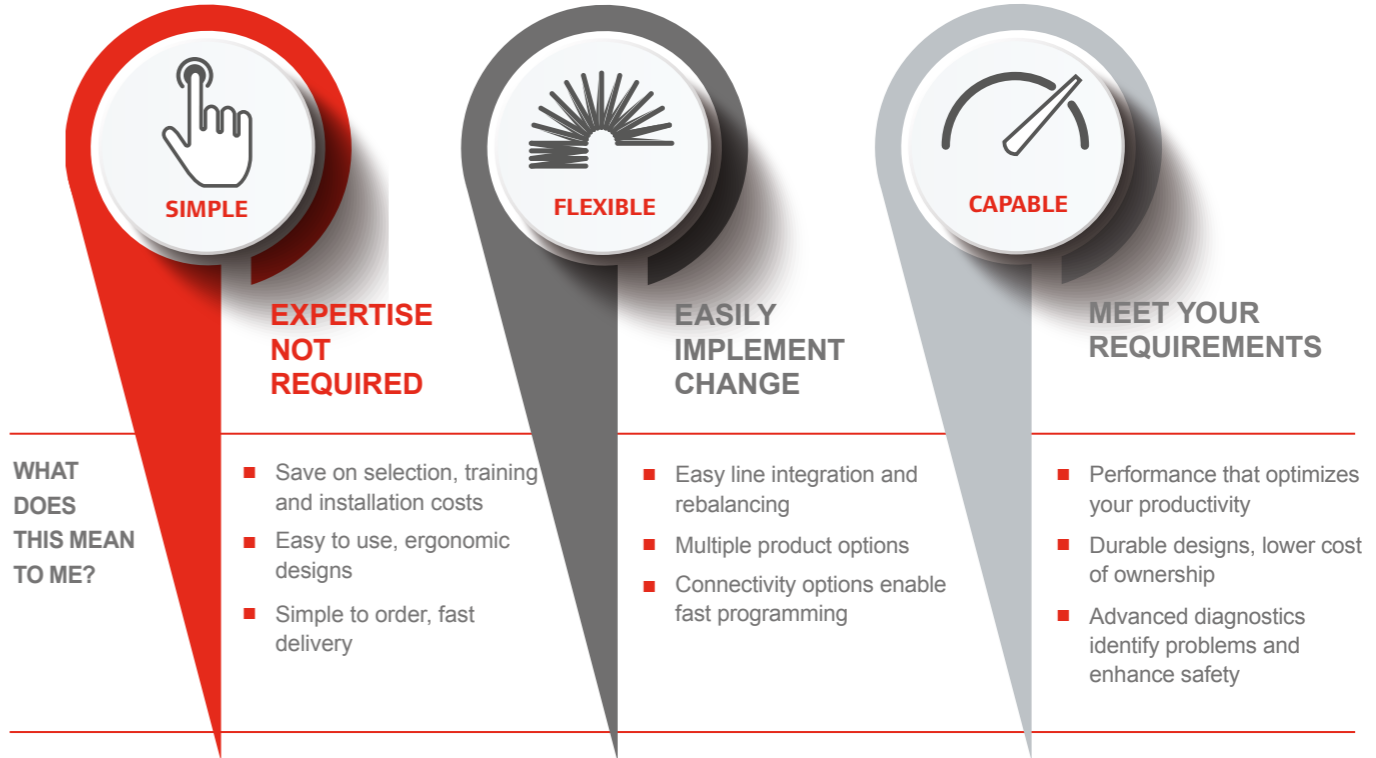 SIMPLE
FLEXIBLE
CAPABLE
EXPERTISE
NOT
REQUIRED
EASILY
IMPLEMENT
CHANGE
MEET YOUR
REQUIREMENTS
WHAT
DOES
THIS MEAN
TO ME?
Save on selection, training
and installation costs
Easy to use, ergonomic
designs
Simple to order, fast
delivery
Easy line integration and
rebalancing
Multiple product options
Connectivity options enable
fast programming
Performance that optimizes
your productivity
Durable designs, lower cost
of ownership
Advanced diagnostics
identify problems and
enhance safety